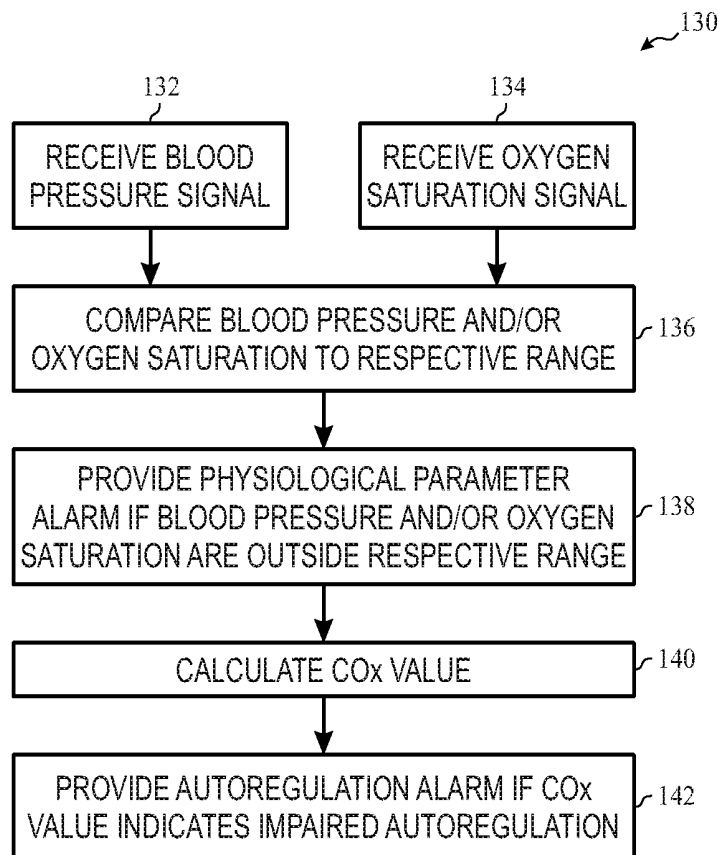 130
132
134
RECEIVE BLOOD
PRESSURE SIGNAL
RECEIVE OXYGEN
SATURATION SIGNAL
COMPARE BLOOD PRESSURE AND/OR
OXYGEN SATURATION TO RESPECTIVE RANGE
136
PROVIDE PHYSIOLOGICAL PARAMETER
ALARM IF BLOOD PRESSURE AND/OR OXYGEN
SATURATION ARE OUTSIDE RESPECTIVE RANGE
138
CALCULATE COx VALUE
140
PROVIDE AUTOREGULATION ALARM IF COx
VALUE INDICATES IMPAIRED AUTOREGULATION
142